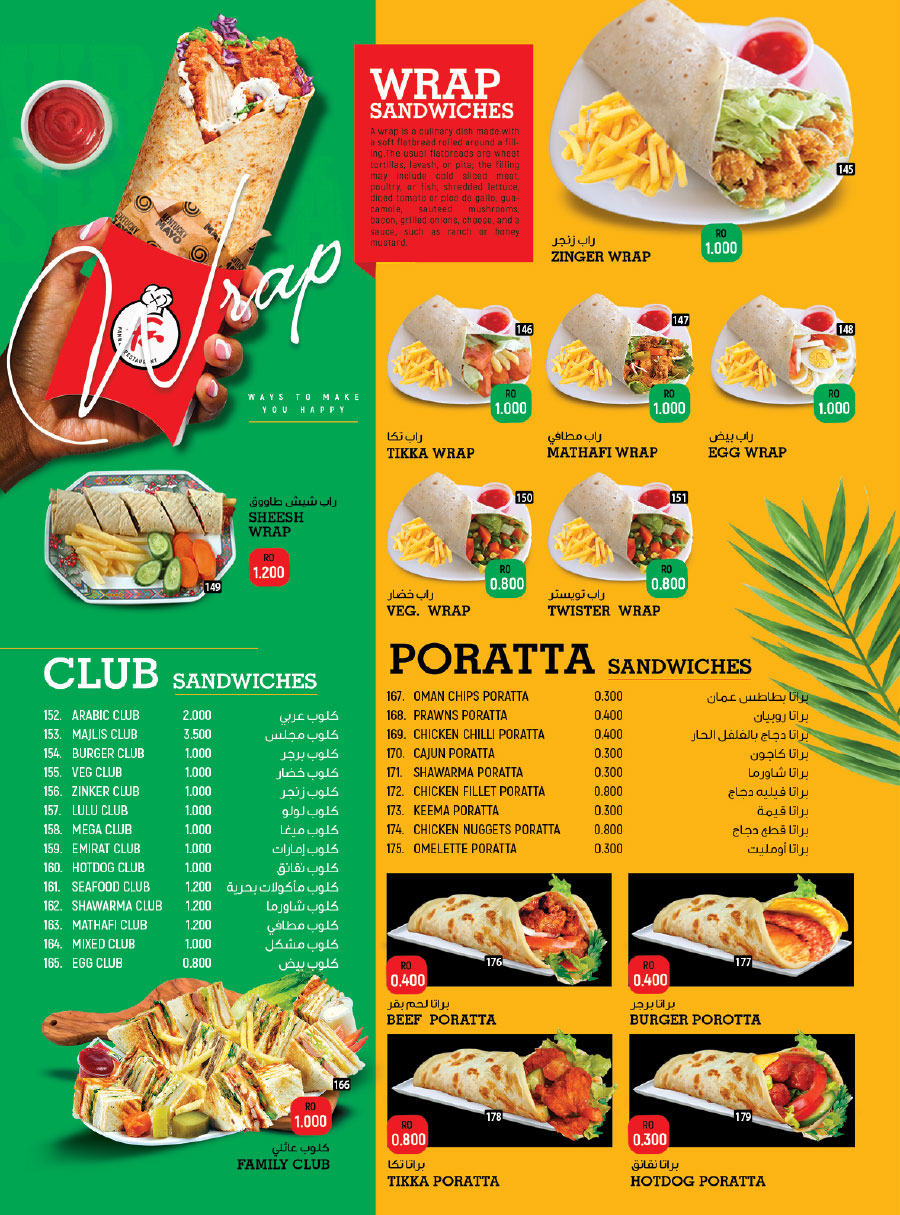 WRAP
SANDWICHES
A wrap is a culinary dish made with
a soft flatbread rolled around a fill-
ing.The usual flatbreads are wheat
tortillas, lavash, or pita; the filling
may include cold sliced meat,
poultry, or fish, shredded lettuce,
diced tomato or pico de gallo, gua-
camole, sauteed mushrooms,
bacon, grilled onions, cheese, and a
sauce, such as ranch or honey
mustard.
Wrap
WAYS TO MAKE
YOU HAPPY
KENTUCKY
MAYO
RESTAURANT
145
راب زنجر
ZINGER WRAP
RO
1.000
146
RO
1.000
راب تكا
TIKKA WRAP
147
RO
1.000
راب مطافي
MATHAFI WRAP
148
RO
1.000
راب بيض
EGG WRAP
149
راب شيش طاووق
SHEESH
WRAP
RO
1.200
150
RO
0.800
راب خضار
VEG. WRAP
151
RO
0.800
راب تويستر
TWISTER WRAP
CLUB SANDWICHES
152. ARABIC CLUB 2.000 كلوب عربي
153. MAJLIS CLUB 3.500 كلوب مجلس
154. BURGER CLUB 1.000 كلوب برجر
155. VEG CLUB 1.000 كلوب خضار
156. ZINKER CLUB 1.000 كلوب زنجر
157. LULU CLUB 1.000 كلوب لولو
158. MEGA CLUB 1.000 كلوب ميغا
159. EMIRAT CLUB 1.000 كلوب إمارات
160. HOTDOG CLUB 1.000 كلوب نقانق
161. SEAFOOD CLUB 1.200 كلوب مأكولات بحرية
162. SHAWARMA CLUB 1.200 كلوب شاورما
163. MATHAFI CLUB 1.200 كلوب مطافي
164. MIXED CLUB 1.000 كلوب مشكل
165. EGG CLUB 0.800 كلوب بيض
166
RO
1.000
كلوب عائلي
FAMILY CLUB
PORATTA SANDWICHES
167. OMAN CHIPS PORATTA 0.300 براتا بطاطس عمان
168. PRAWNS PORATTA 0.400 براتا روبيان
169. CHICKEN CHILLI PORATTA 0.400 براتا دجاج بالفلفل الحار
170. CAJUN PORATTA 0.300 براتا كاجون
171. SHAWARMA PORATTA 0.300 براتا شاورما
172. CHICKEN FILLET PORATTA 0.800 براتا فيليه دجاج
173. KEEMA PORATTA 0.300 براتا قيمة
174. CHICKEN NUGGETS PORATTA 0.800 براتا قطع دجاج
175. OMELETTE PORATTA 0.300 براتا أومليت
176
RO
0.400
براتا لحم بقر
BEEF PORATTA
177
RO
0.400
براتا برجر
BURGER POROTTA
178
RO
0.800
براتا تكا
TIKKA PORATTA
179
RO
0.300
براتا نقانق
HOTDOG PORATTA